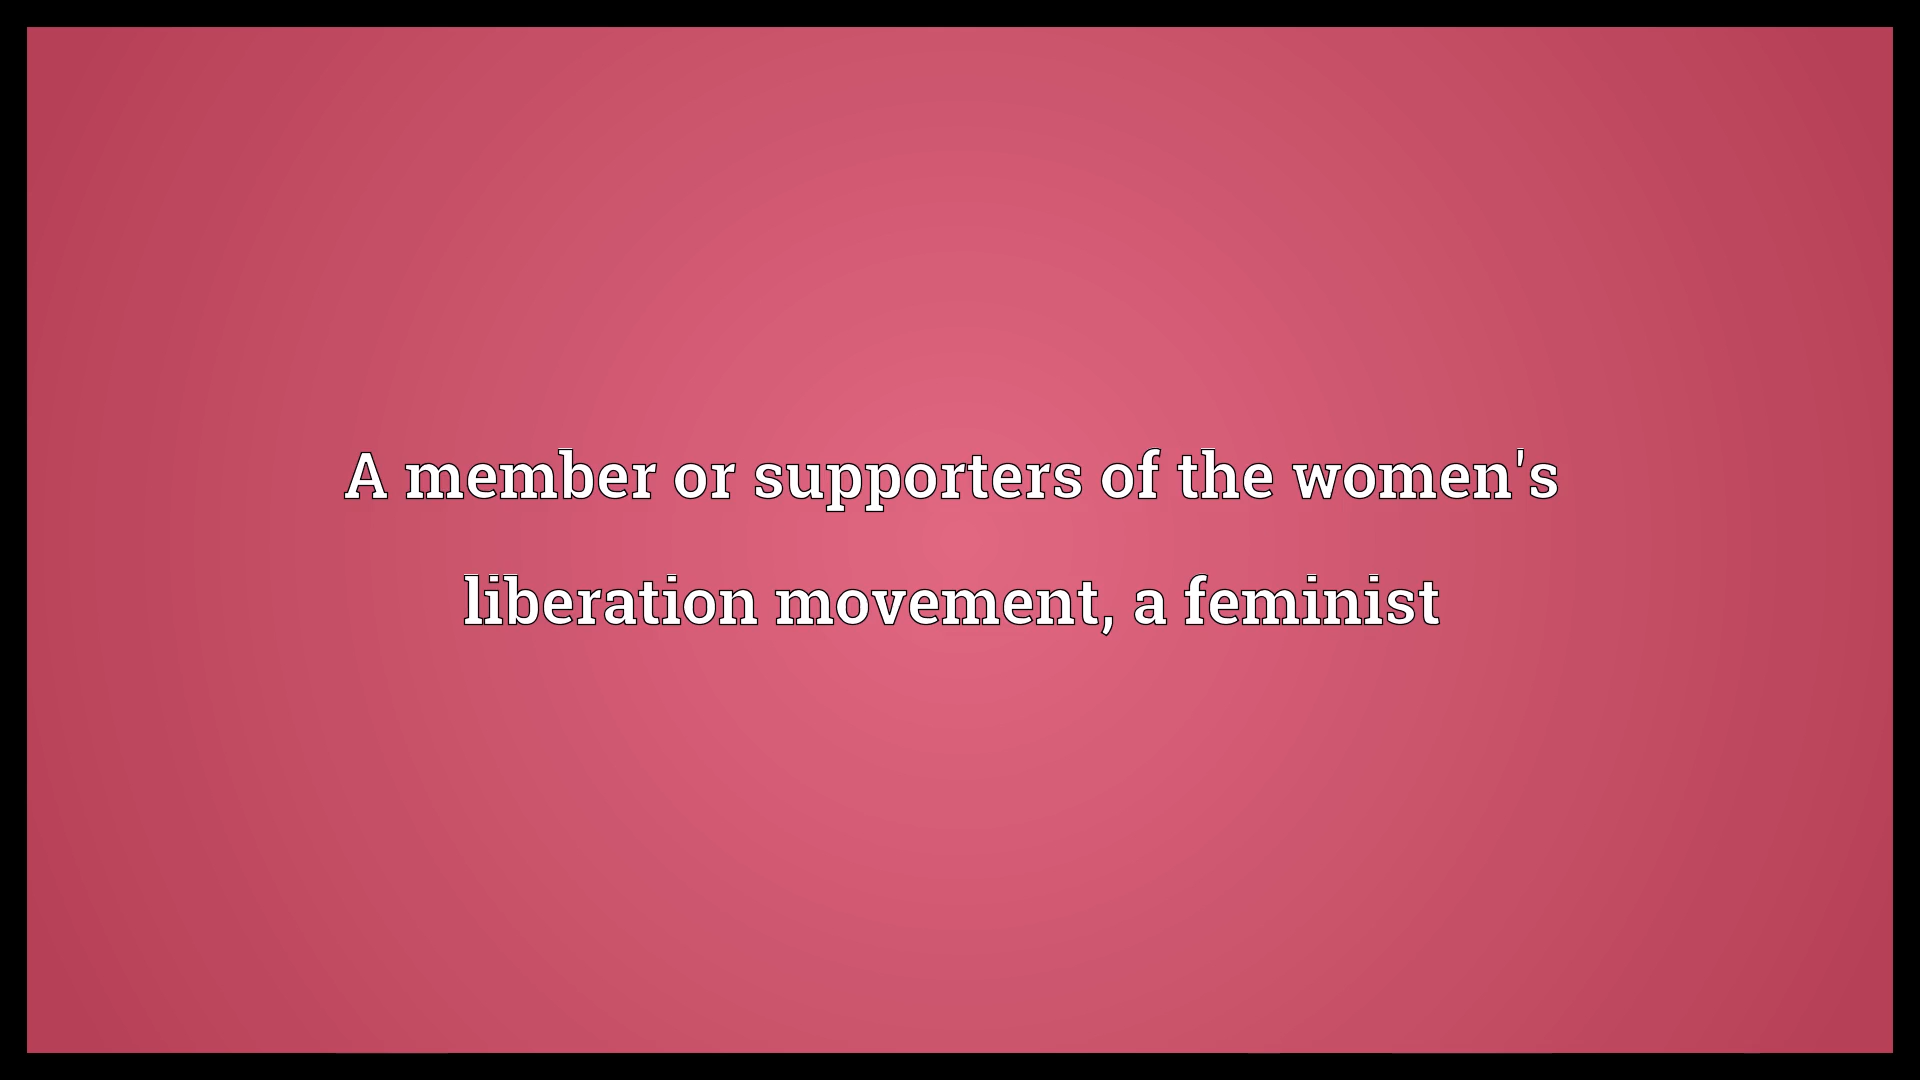 A member or supporters of the women's
liberation movement, a feminist